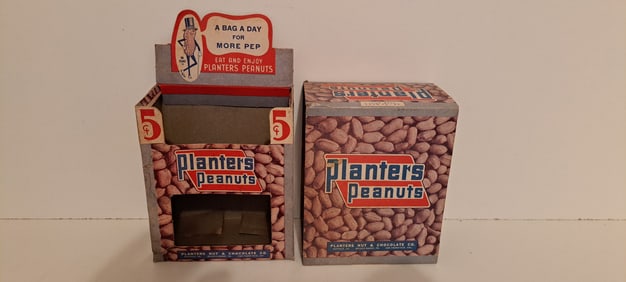 A BAG A DAY
FOR
MORE PEP
EAT AND ENJOY
PLANTERS PEANUTS
5¢
5¢
Planters
Peanuts
PLANTERS NUT & CHOCOLATE CO.
Planters
Planters
Peanuts
PLANTERS NUT & CHOCOLATE CO.